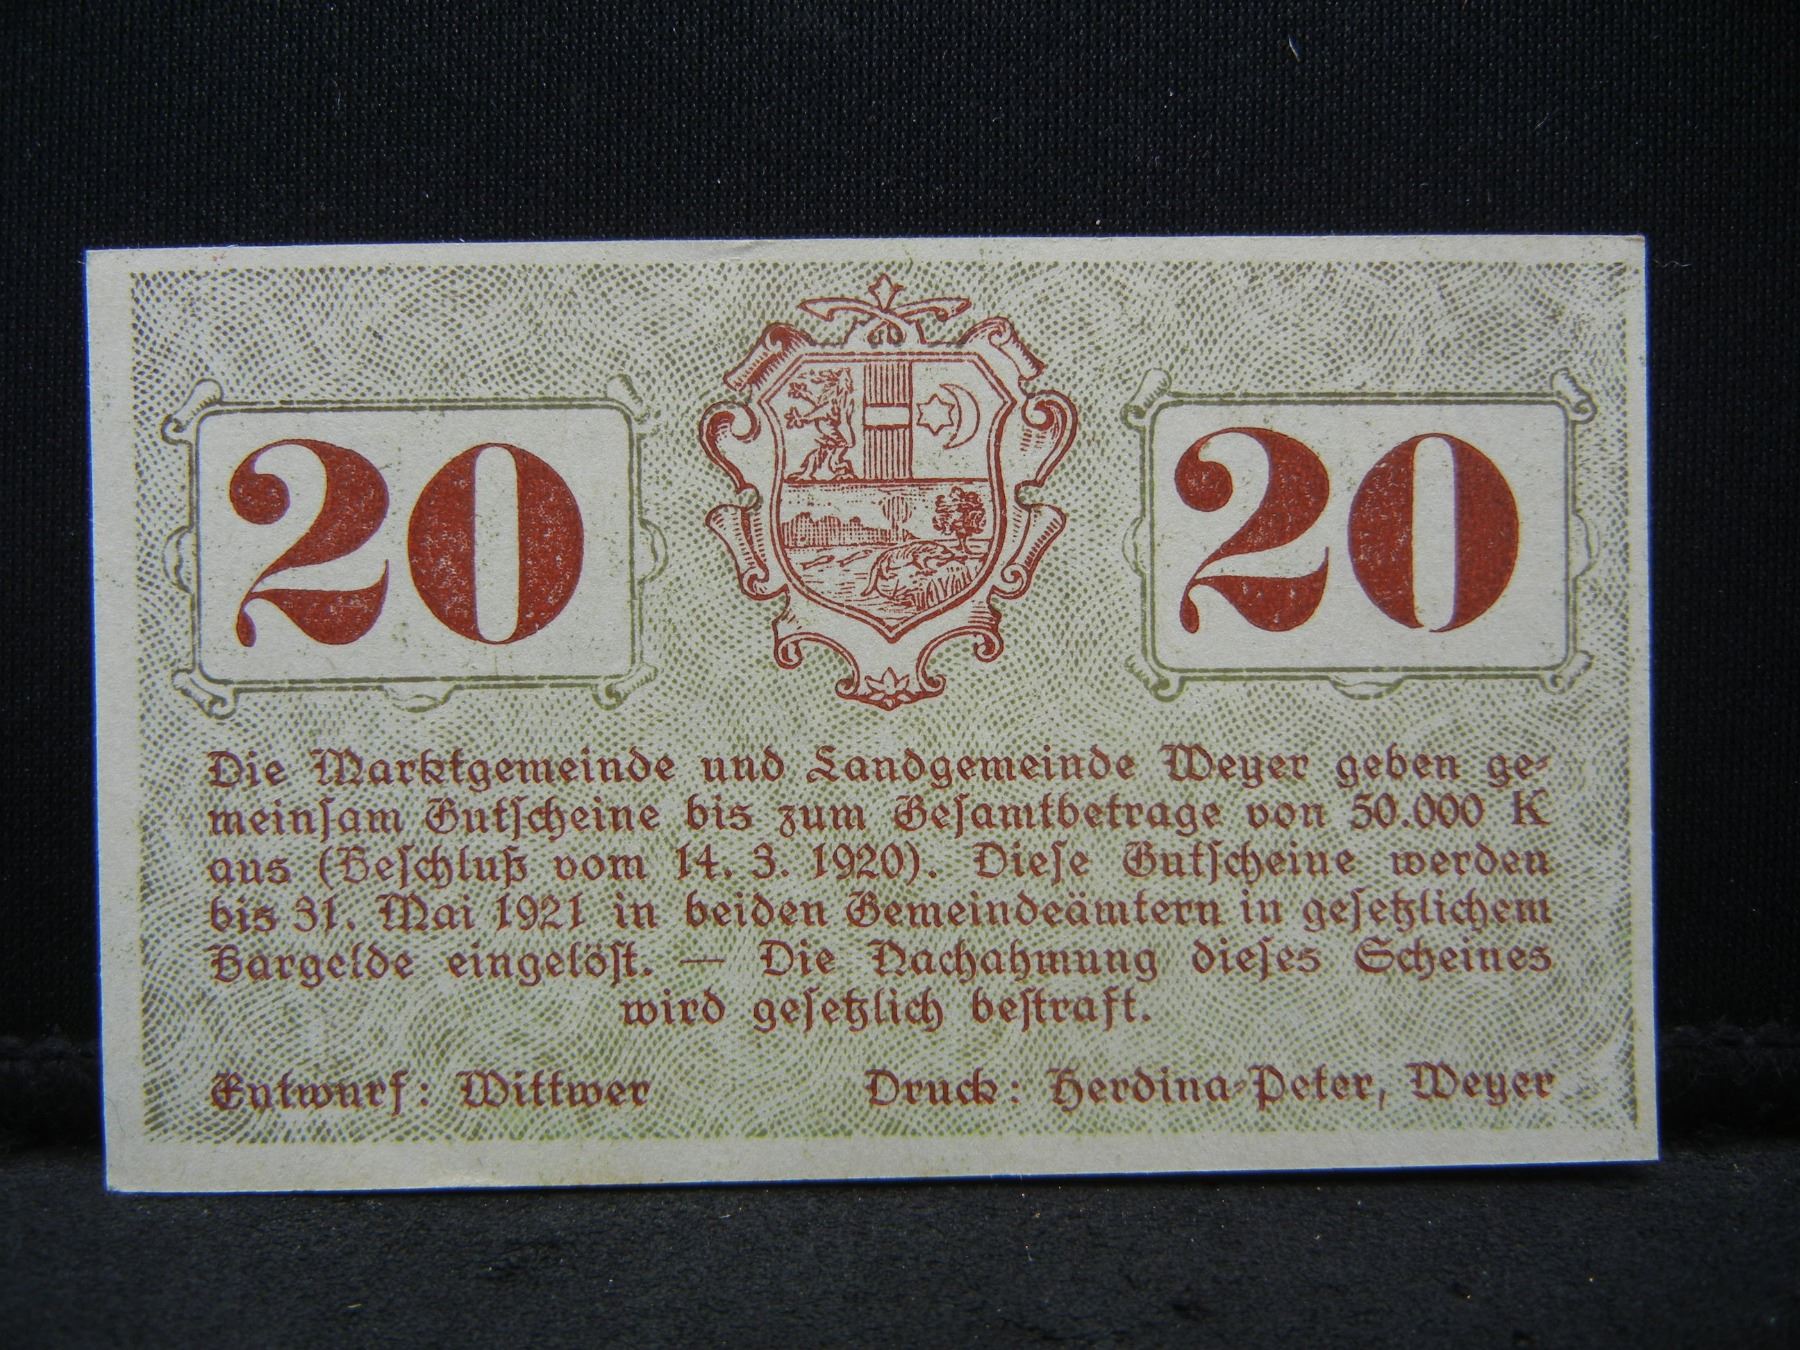 20 20
Die Marktgemeinde und Landgemeinde Weyer geben ge-
meinsam Gutscheine bis zum Gesamtbetrage von 50.000 K
aus (Beschluß vom 14. 3. 1920). Diese Gutscheine werden
bis 31. Mai 1921 in beiden Gemeindeämtern in gesetzlichem
Bargelde eingelöst. — Die Nachahmung dieses Scheines
wird gesetzlich bestraft.
Entwurf: Wittwer Druck: Herdina-Peter, Weyer